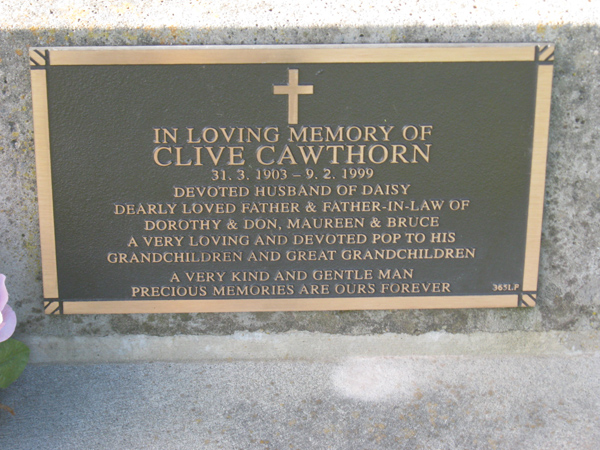 IN LOVING MEMORY OF
CLIVE CAWTHORN
31. 3. 1903 – 9. 2. 1999
DEVOTED HUSBAND OF DAISY
DEARLY LOVED FATHER & FATHER-IN-LAW OF
DOROTHY & DON, MAUREEN & BRUCE
A VERY LOVING AND DEVOTED POP TO HIS
GRANDCHILDREN AND GREAT GRANDCHILDREN
A VERY KIND AND GENTLE MAN
PRECIOUS MEMORIES ARE OURS FOREVER
3651.P